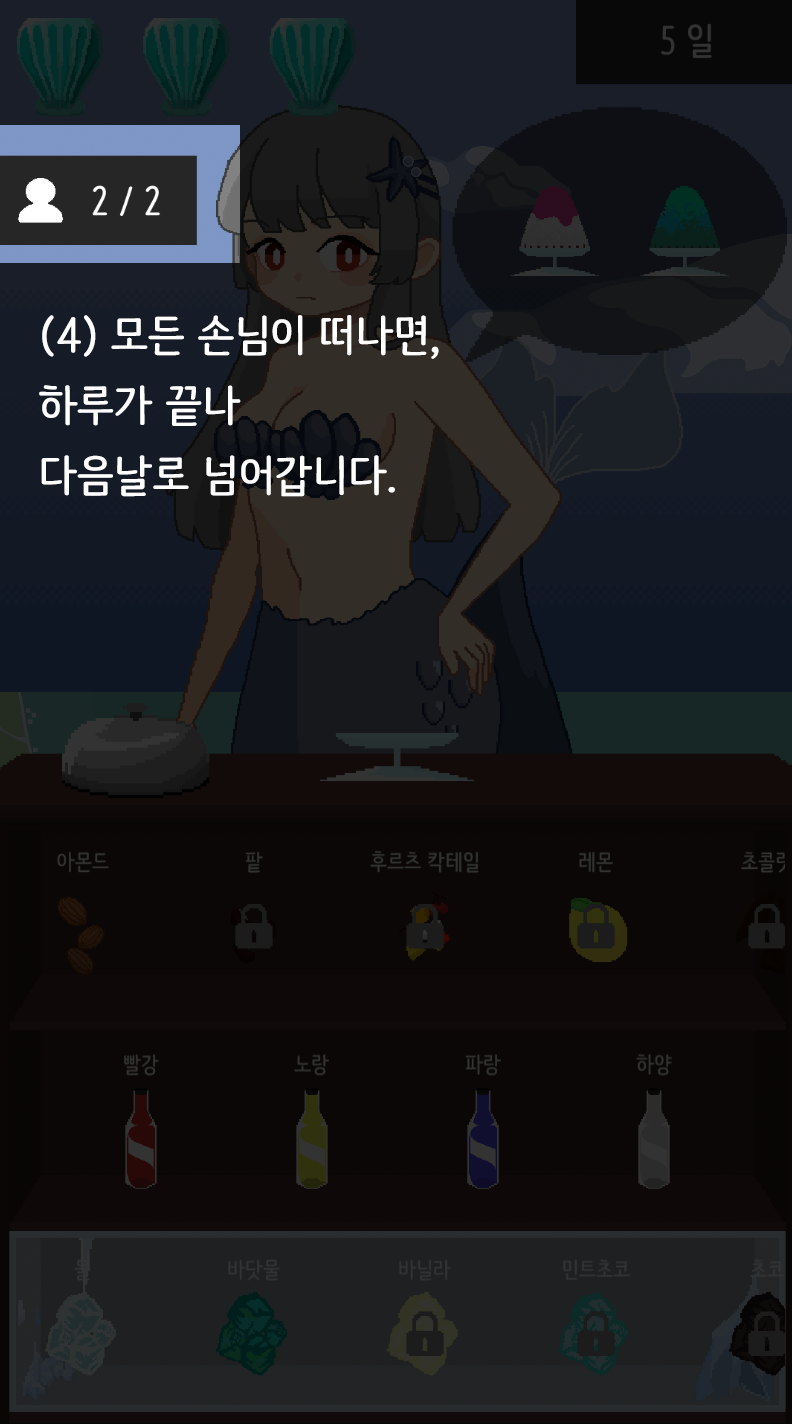 5 일
2 / 2
(4) 모든 손님이 떠나면,
하루가 끝나
다음날로 넘어갑니다.
아몬드 팥 후르츠 칵테일 레몬
빨강 노랑 파랑 하양
물 바닷물 바닐라 민트초코 초코